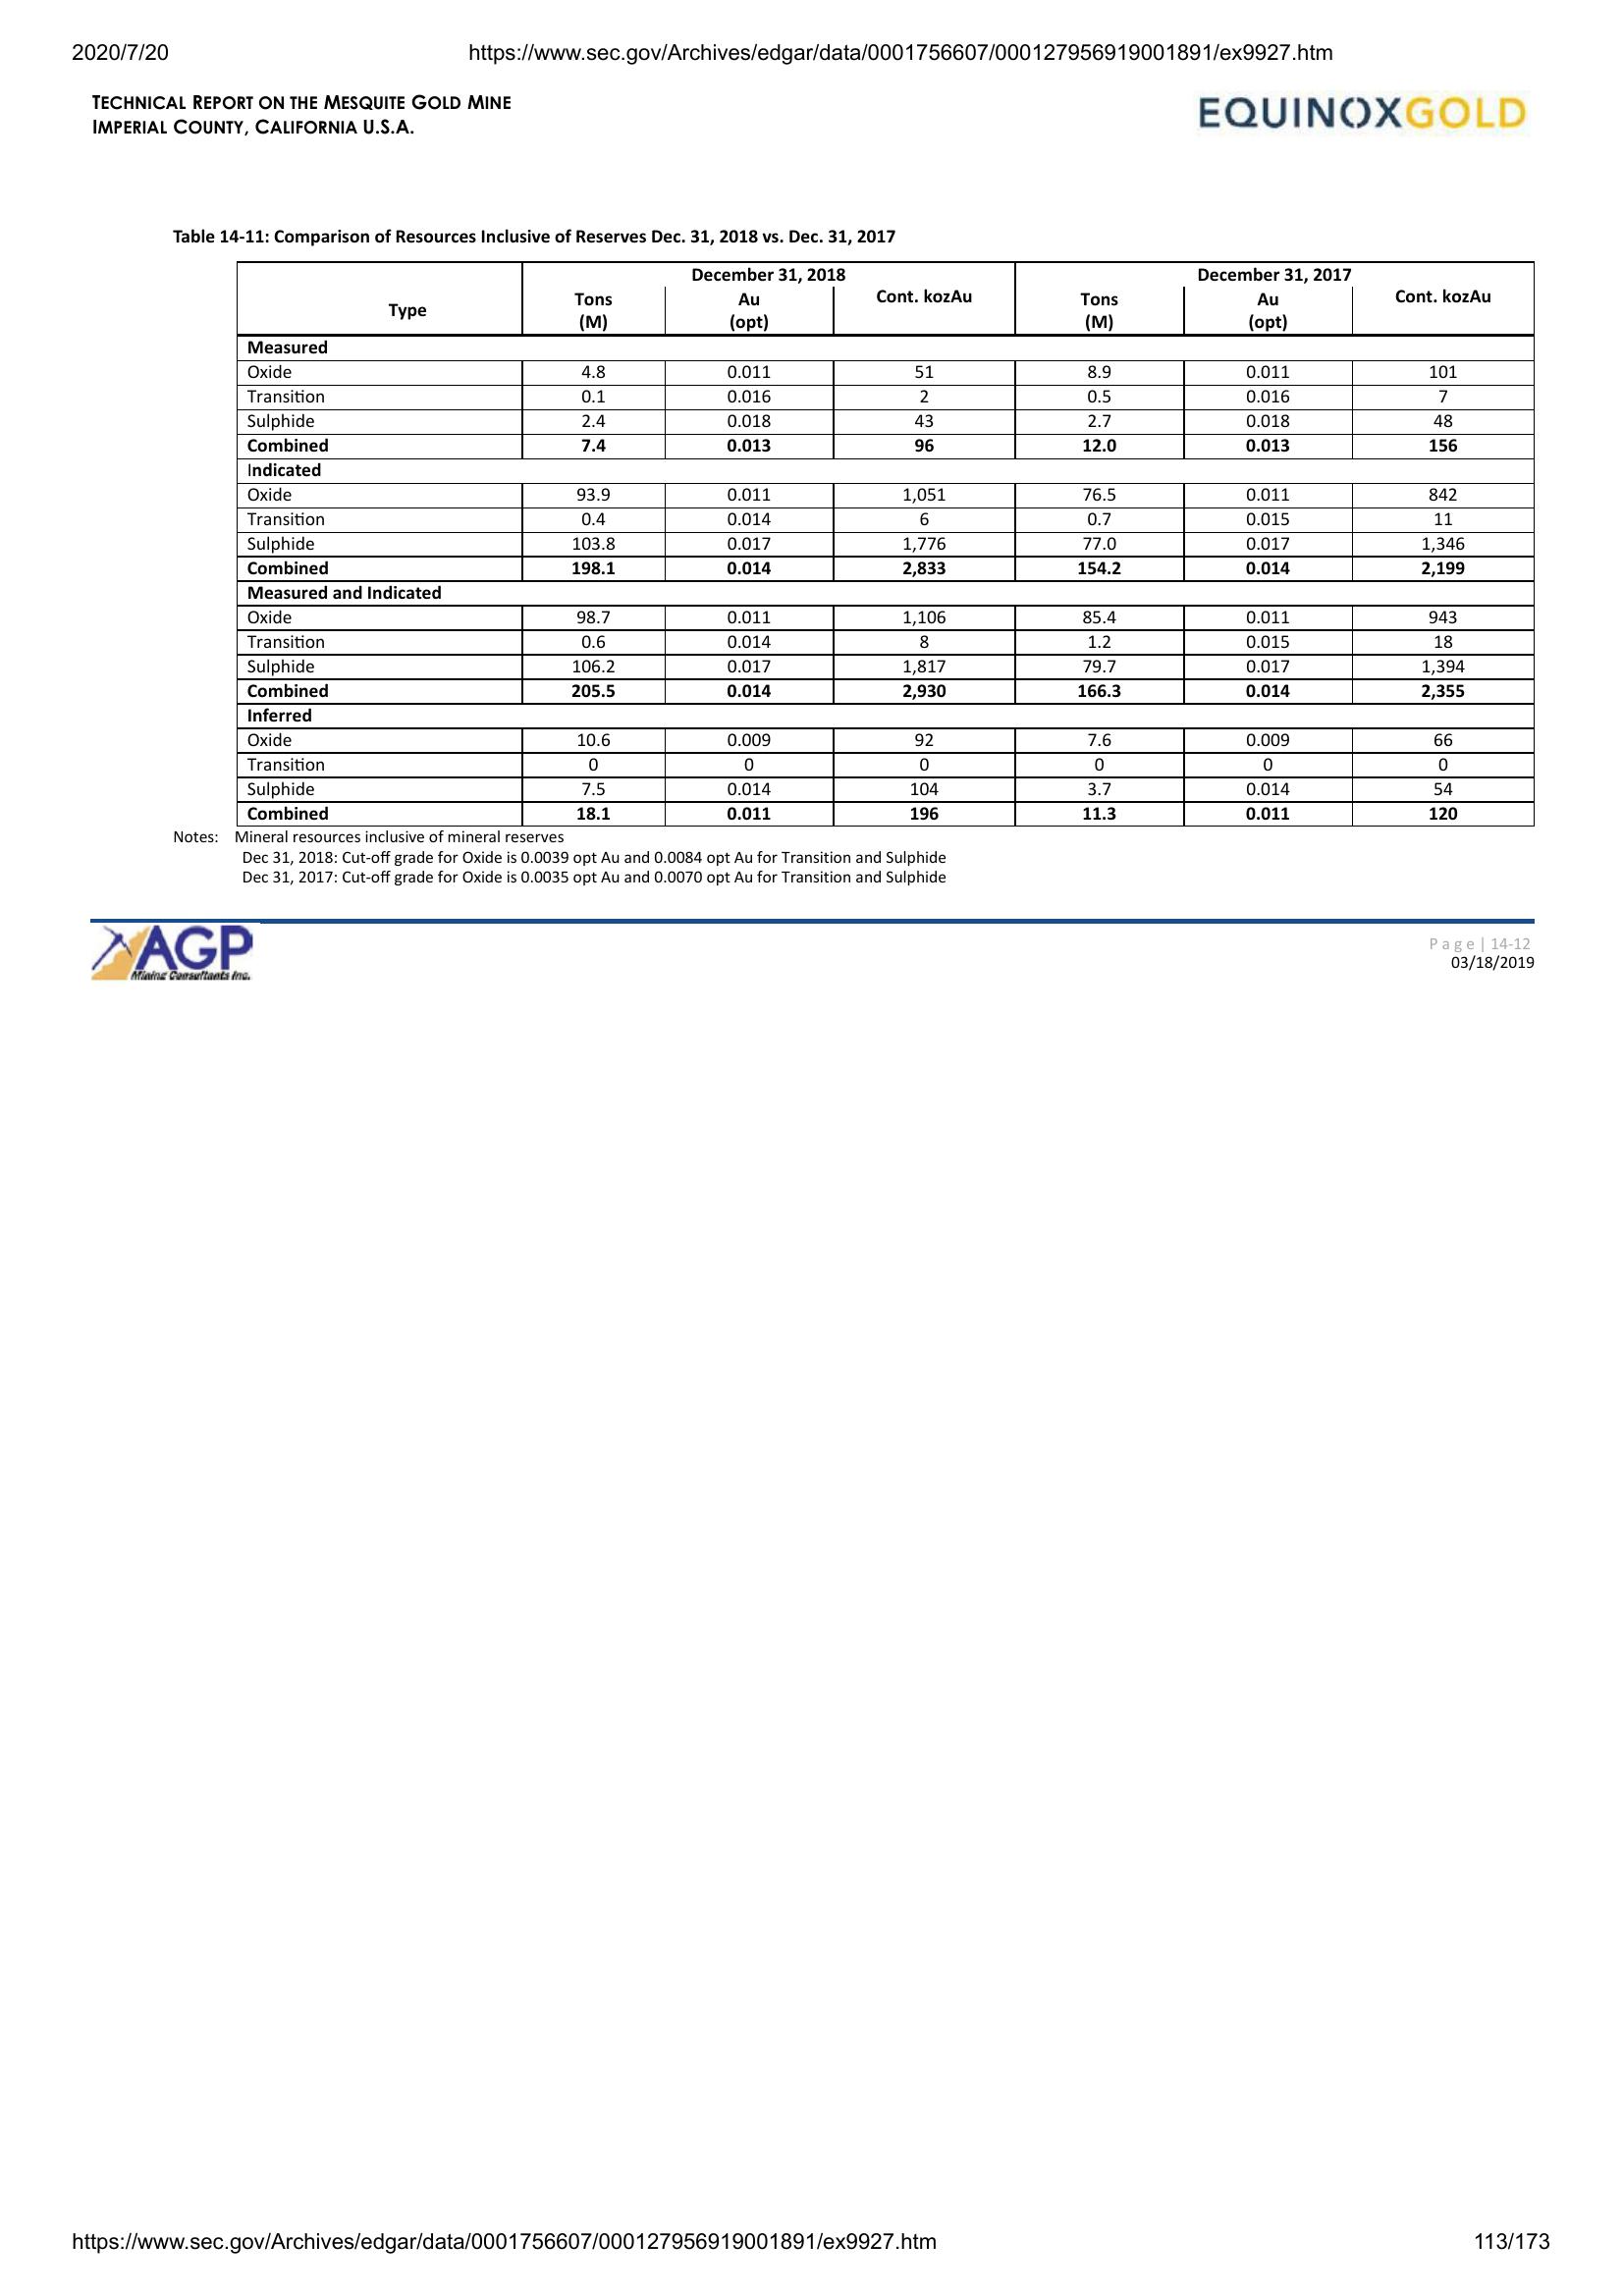 2020/7/20 https://www.sec.gov/Archives/edgar/data/0001756607/000127956919001891/ex9927.htm
TECHNICAL REPORT ON THE MESQUITE GOLD MINE
IMPERIAL COUNTY, CALIFORNIA U.S.A.
EQUINOXGOLD
Table 14-11: Comparison of Resources Inclusive of Reserves Dec. 31, 2018 vs. Dec. 31, 2017
December 31, 2018 December 31, 2017
Type Tons (M) Au (opt) Cont. kozAu Tons (M) Au (opt) Cont. kozAu
Measured
Oxide 4.8 0.011 51 8.9 0.011 101
Transition 0.1 0.016 2 0.5 0.016 7
Sulphide 2.4 0.018 43 2.7 0.018 48
Combined 7.4 0.013 96 12.0 0.013 156
Indicated
Oxide 93.9 0.011 1,051 76.5 0.011 842
Transition 0.4 0.014 6 0.7 0.015 11
Sulphide 103.8 0.017 1,776 77.0 0.017 1,346
Combined 198.1 0.014 2,833 154.2 0.014 2,199
Measured and Indicated
Oxide 98.7 0.011 1,106 85.4 0.011 943
Transition 0.6 0.014 8 1.2 0.015 18
Sulphide 106.2 0.017 1,817 79.7 0.017 1,394
Combined 205.5 0.014 2,930 166.3 0.014 2,355
Inferred
Oxide 10.6 0.009 92 7.6 0.009 66
Transition 0 0 0 0 0 0
Sulphide 7.5 0.014 104 3.7 0.014 54
Combined 18.1 0.011 196 11.3 0.011 120
Notes: Mineral resources inclusive of mineral reserves
Dec 31, 2018: Cut-off grade for Oxide is 0.0039 opt Au and 0.0084 opt Au for Transition and Sulphide
Dec 31, 2017: Cut-off grade for Oxide is 0.0035 opt Au and 0.0070 opt Au for Transition and Sulphide
AGP
Mining Consultants Inc.
Page | 14-12
03/18/2019
https://www.sec.gov/Archives/edgar/data/0001756607/000127956919001891/ex9927.htm 113/173